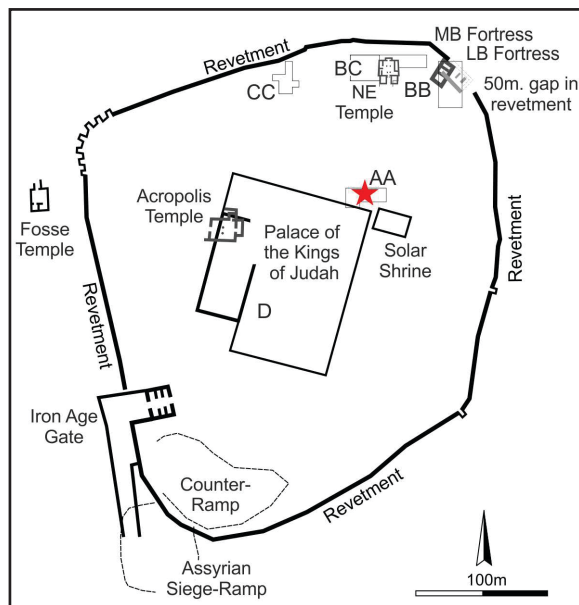 MB Fortress
LB Fortress
Revetment
BC
CC
BB
NE
Temple
50m. gap in
revetment
AA
Acropolis
Temple
Fosse
Temple
Palace of
the Kings
of Judah
Solar
Shrine
Revetment
Revetment
D
Iron Age
Gate
Counter-
Ramp
Revetment
Assyrian
Siege-Ramp
100m